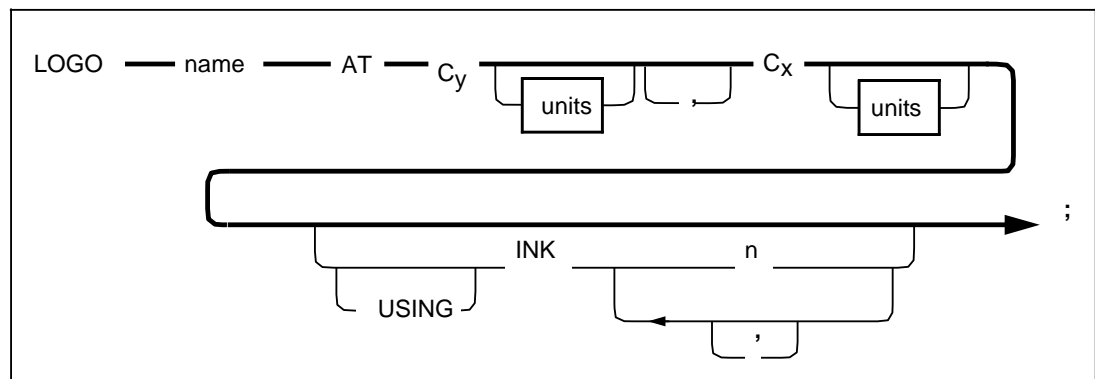 LOGO name AT Cy Cx
units , units
;
INK n
USING
,